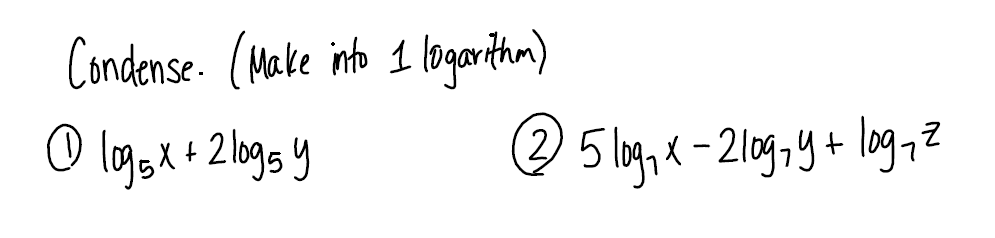 Condense. (Make into 1 logarithm)
① log₅x + 2log₅y
② 5log₇x - 2log₇y + log₇z